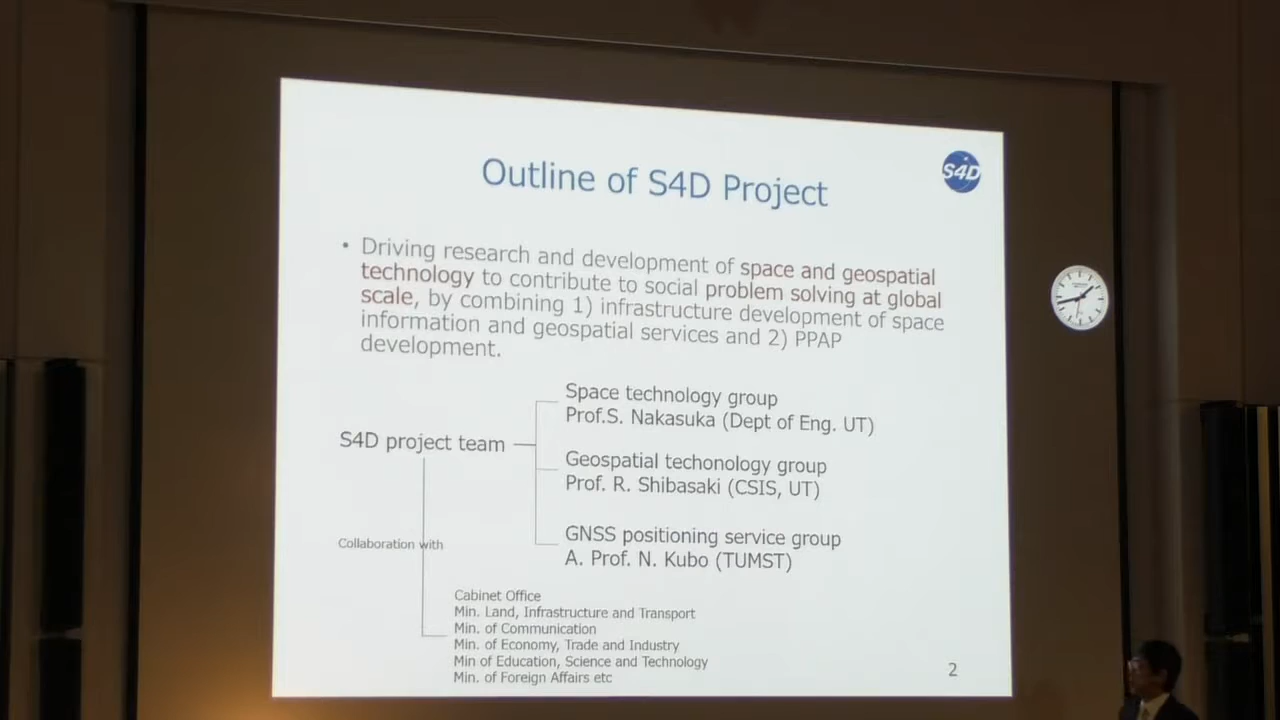 Outline of S4D Project
S4D
• Driving research and development of space and geospatial
technology to contribute to social problem solving at global
scale, by combining 1) infrastructure development of space
information and geospatial services and 2) PPAP
development.
Space technology group
Prof.S. Nakasuka (Dept of Eng. UT)
S4D project team
Geospatial techonology group
Prof. R. Shibasaki (CSIS, UT)
GNSS positioning service group
A. Prof. N. Kubo (TUMST)
Collaboration with
Cabinet Office
Min. Land, Infrastructure and Transport
Min. of Communication
Min. of Economy, Trade and Industry
Min of Education, Science and Technology
Min. of Foreign Affairs etc
2